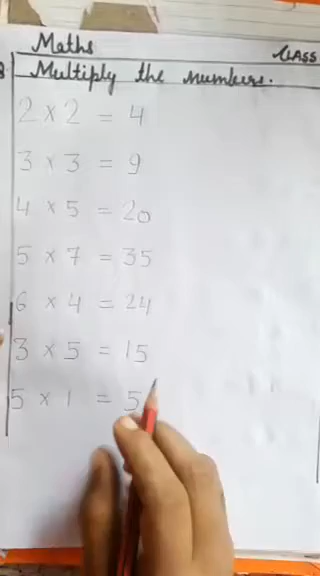 Maths
CLASS
Multiply the numbers.
2 × 2 = 4
3 × 3 = 9
4 × 5 = 20
5 × 7 = 35
6 × 4 = 24
3 × 5 = 15
5 × 1 = 5